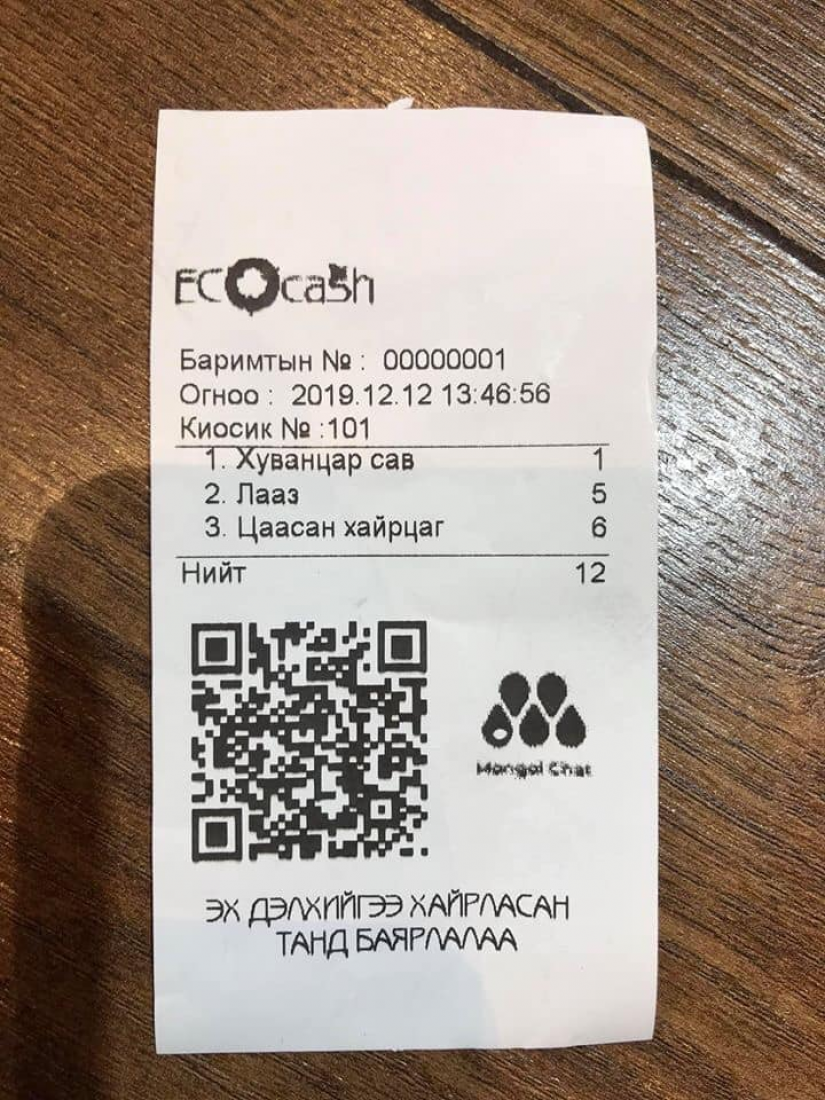 ECOcash
Баримтын № : 00000001
Огноо : 2019.12.12 13:46:56
Киосик № :101
1. Хуванцар сав 1
2. Лааз 5
3. Цаасан хайрцаг 6
Нийт 12
Mongol Chat
ЭХ ДЭЛХИЙГЭЭ ХАЙРЛАСАН
ТАНД БАЯРЛАЛАА